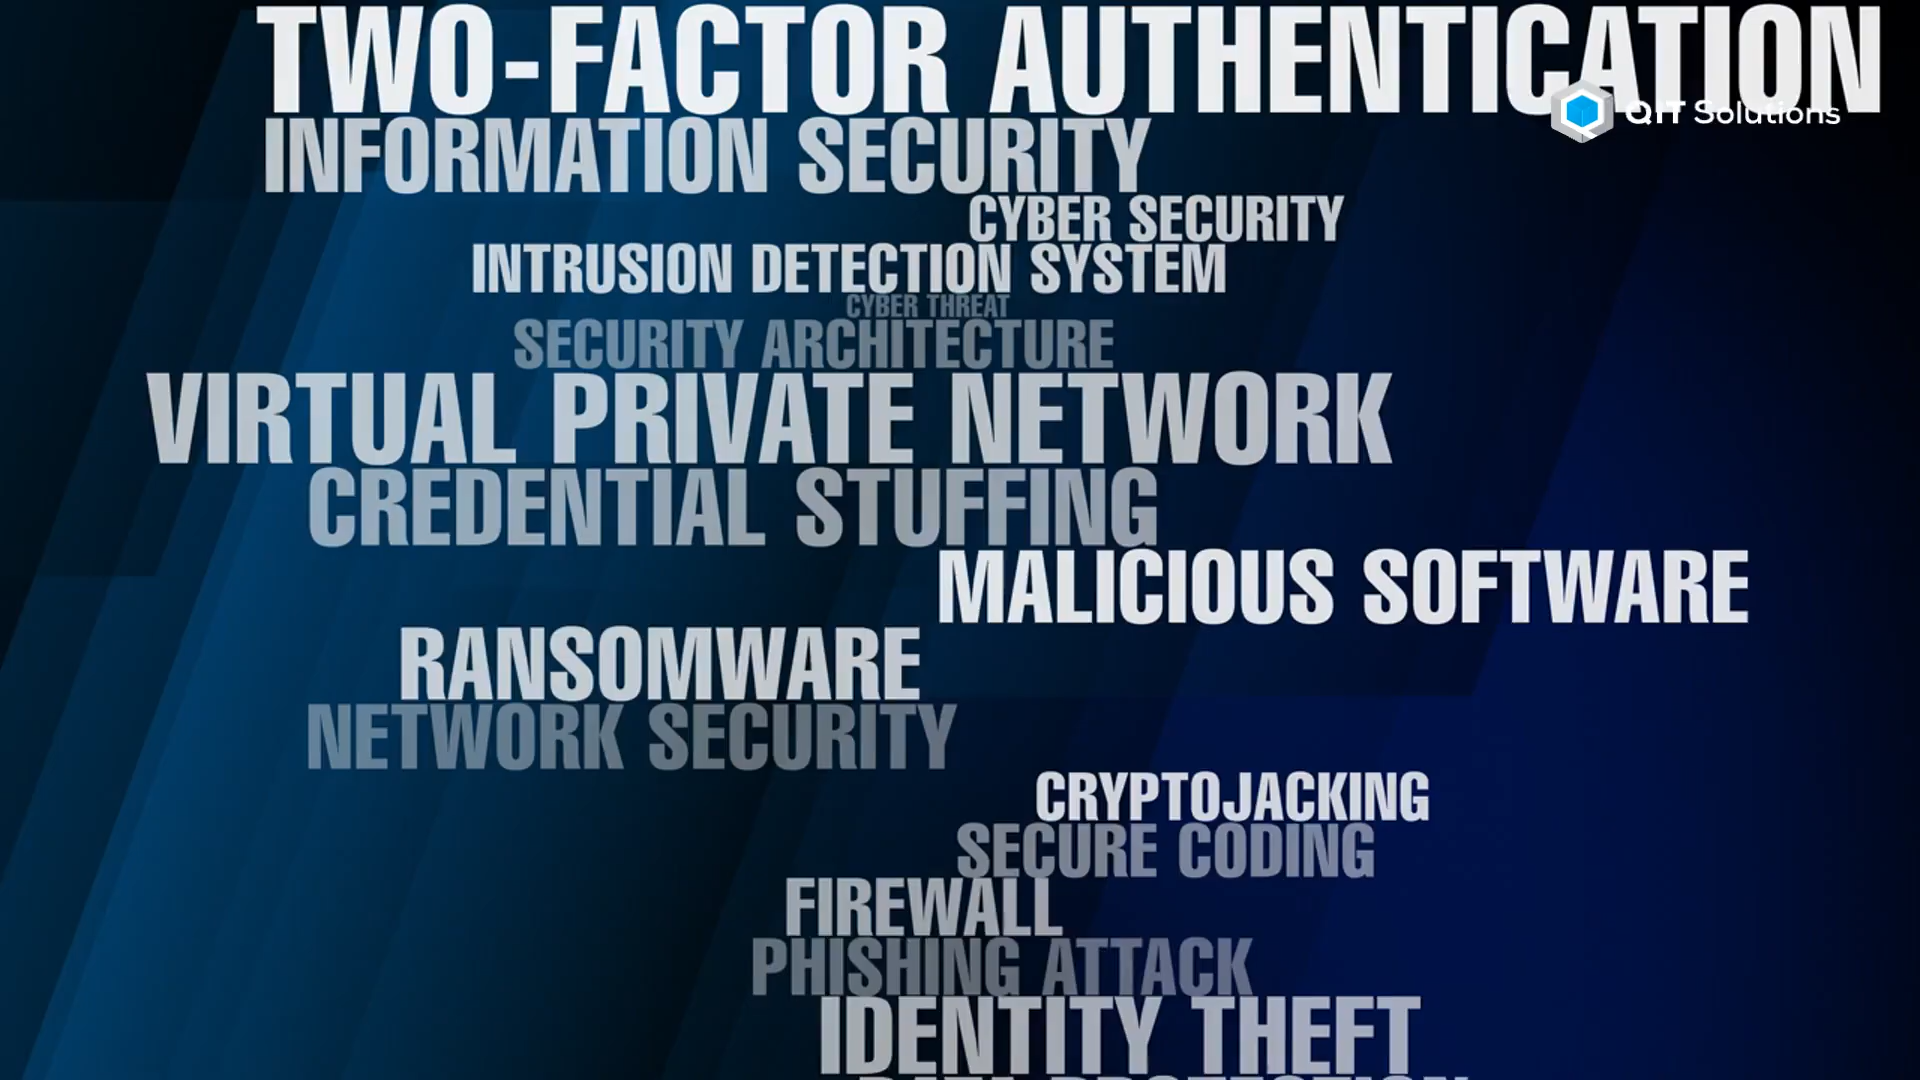 TWO-FACTOR AUTHENTICATION
QIT Solutions
INFORMATION SECURITY
CYBER SECURITY
INTRUSION DETECTION SYSTEM
CYBER THREAT
SECURITY ARCHITECTURE
VIRTUAL PRIVATE NETWORK
CREDENTIAL STUFFING
MALICIOUS SOFTWARE
RANSOMWARE
NETWORK SECURITY
CRYPTOJACKING
SECURE CODING
FIREWALL
PHISHING ATTACK
IDENTITY THEFT